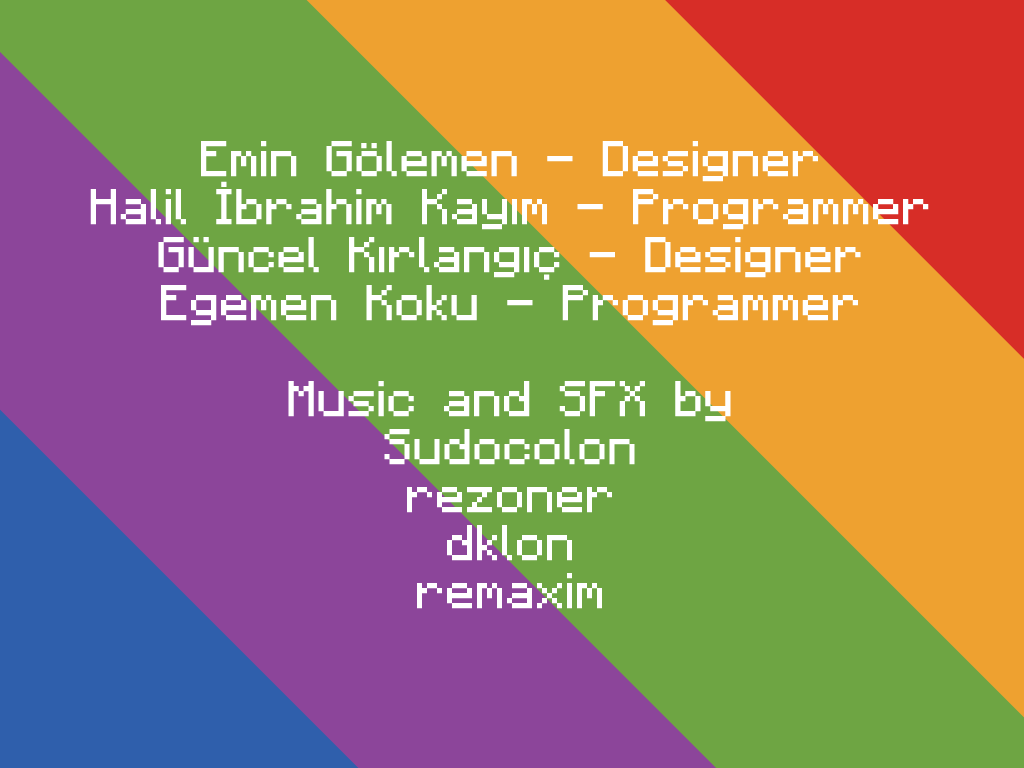 Emin Gölemen - Designer
Halil İbrahim Kayım - Programmer
Güncel Kırlangıç - Designer
Egemen Koku - Programmer
Music and SFX by
Sudocolon
rezoner
dklon
remaxim